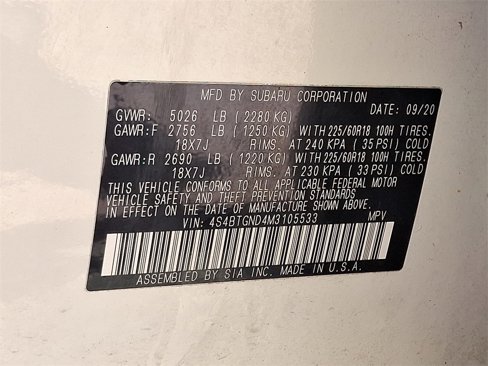 MFD BY SUBARU CORPORATION
DATE: 09/20
GVWR: 5026 LB (2280 KG)
GAWR:F 2756 LB (1250 KG) WITH 225/60R18 100H TIRES.
18X7J RIMS. AT 240 KPA (35 PSI) COLD
GAWR:R 2690 LB (1220 KG) WITH 225/60R18 100H TIRES.
18X7J RIMS. AT 230 KPA (33 PSI) COLD
THIS VEHICLE CONFORMS TO ALL APPLICABLE FEDERAL MOTOR
VEHICLE SAFETY AND THEFT PREVENTION STANDARDS
IN EFFECT ON THE DATE OF MANUFACTURE SHOWN ABOVE.
VIN: 4S4BTGND4M3105533 MPV
ASSEMBLED BY SIA INC. MADE IN U.S.A.